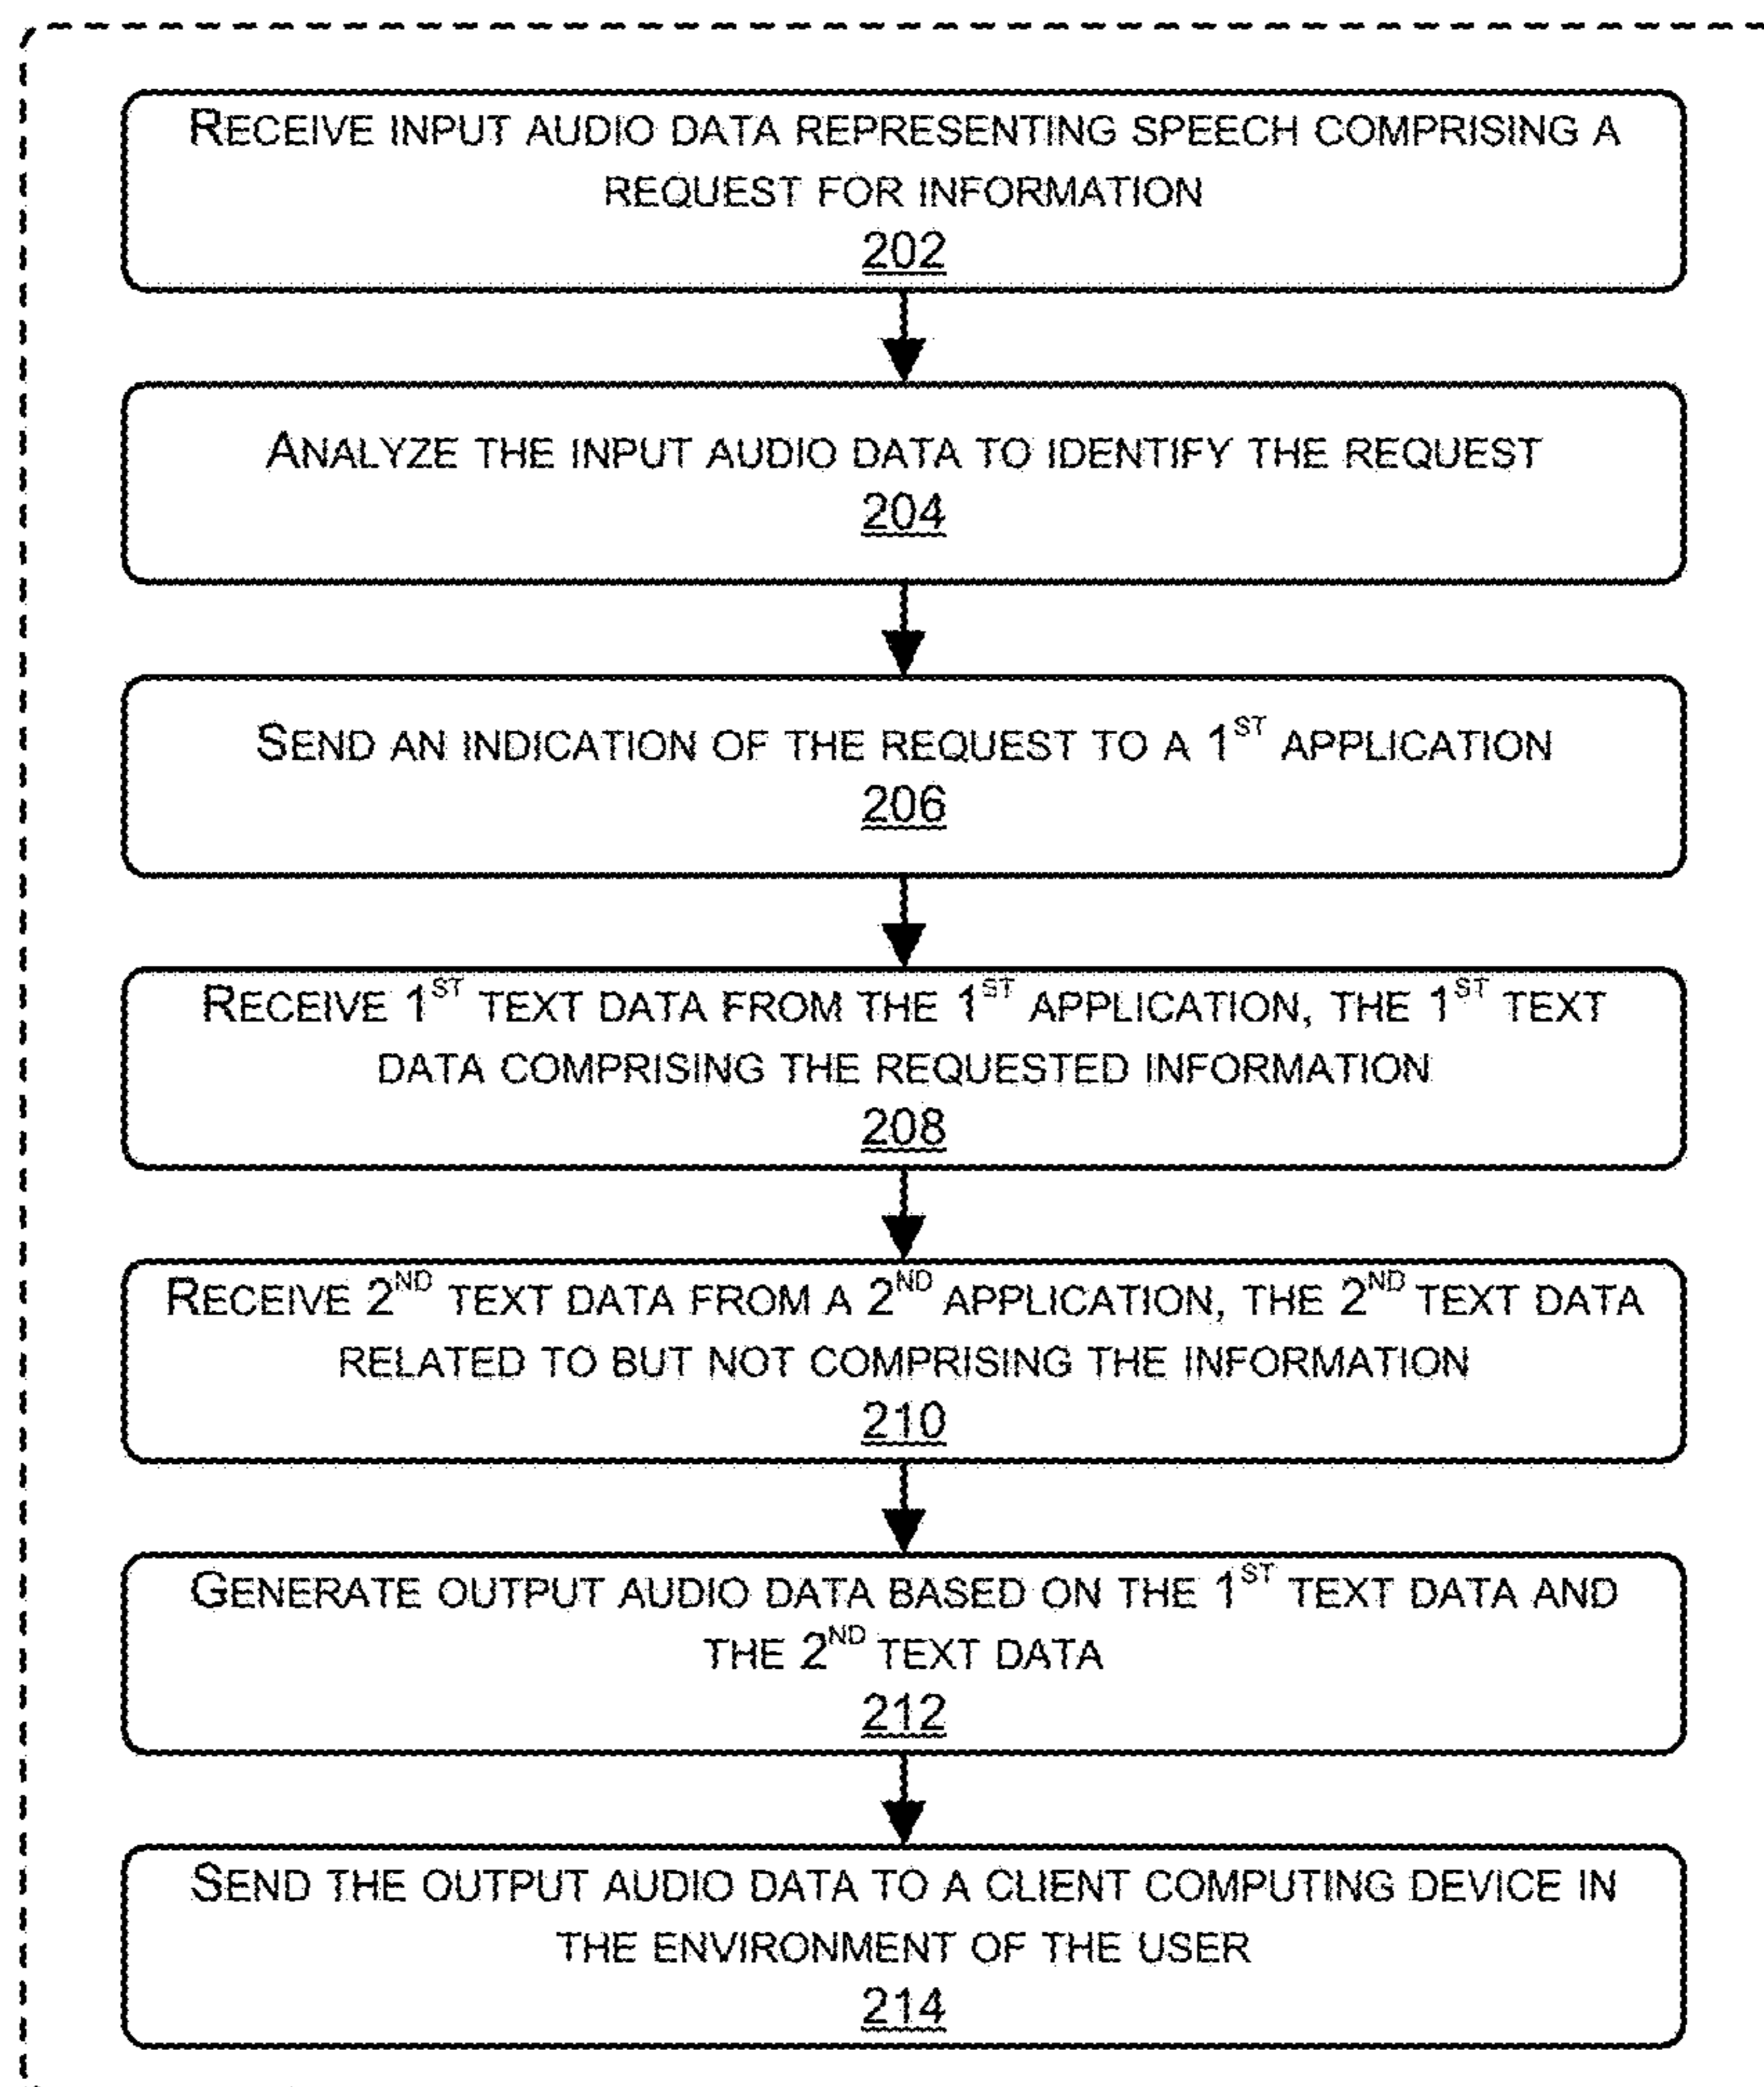 RECEIVE INPUT AUDIO DATA REPRESENTING SPEECH COMPRISING A
REQUEST FOR INFORMATION
202
ANALYZE THE INPUT AUDIO DATA TO IDENTIFY THE REQUEST
204
SEND AN INDICATION OF THE REQUEST TO A 1ST APPLICATION
206
RECEIVE 1ST TEXT DATA FROM THE 1ST APPLICATION, THE 1ST TEXT
DATA COMPRISING THE REQUESTED INFORMATION
208
RECEIVE 2ND TEXT DATA FROM A 2ND APPLICATION, THE 2ND TEXT DATA
RELATED TO BUT NOT COMPRISING THE INFORMATION
210
GENERATE OUTPUT AUDIO DATA BASED ON THE 1ST TEXT DATA AND
THE 2ND TEXT DATA
212
SEND THE OUTPUT AUDIO DATA TO A CLIENT COMPUTING DEVICE IN
THE ENVIRONMENT OF THE USER
214